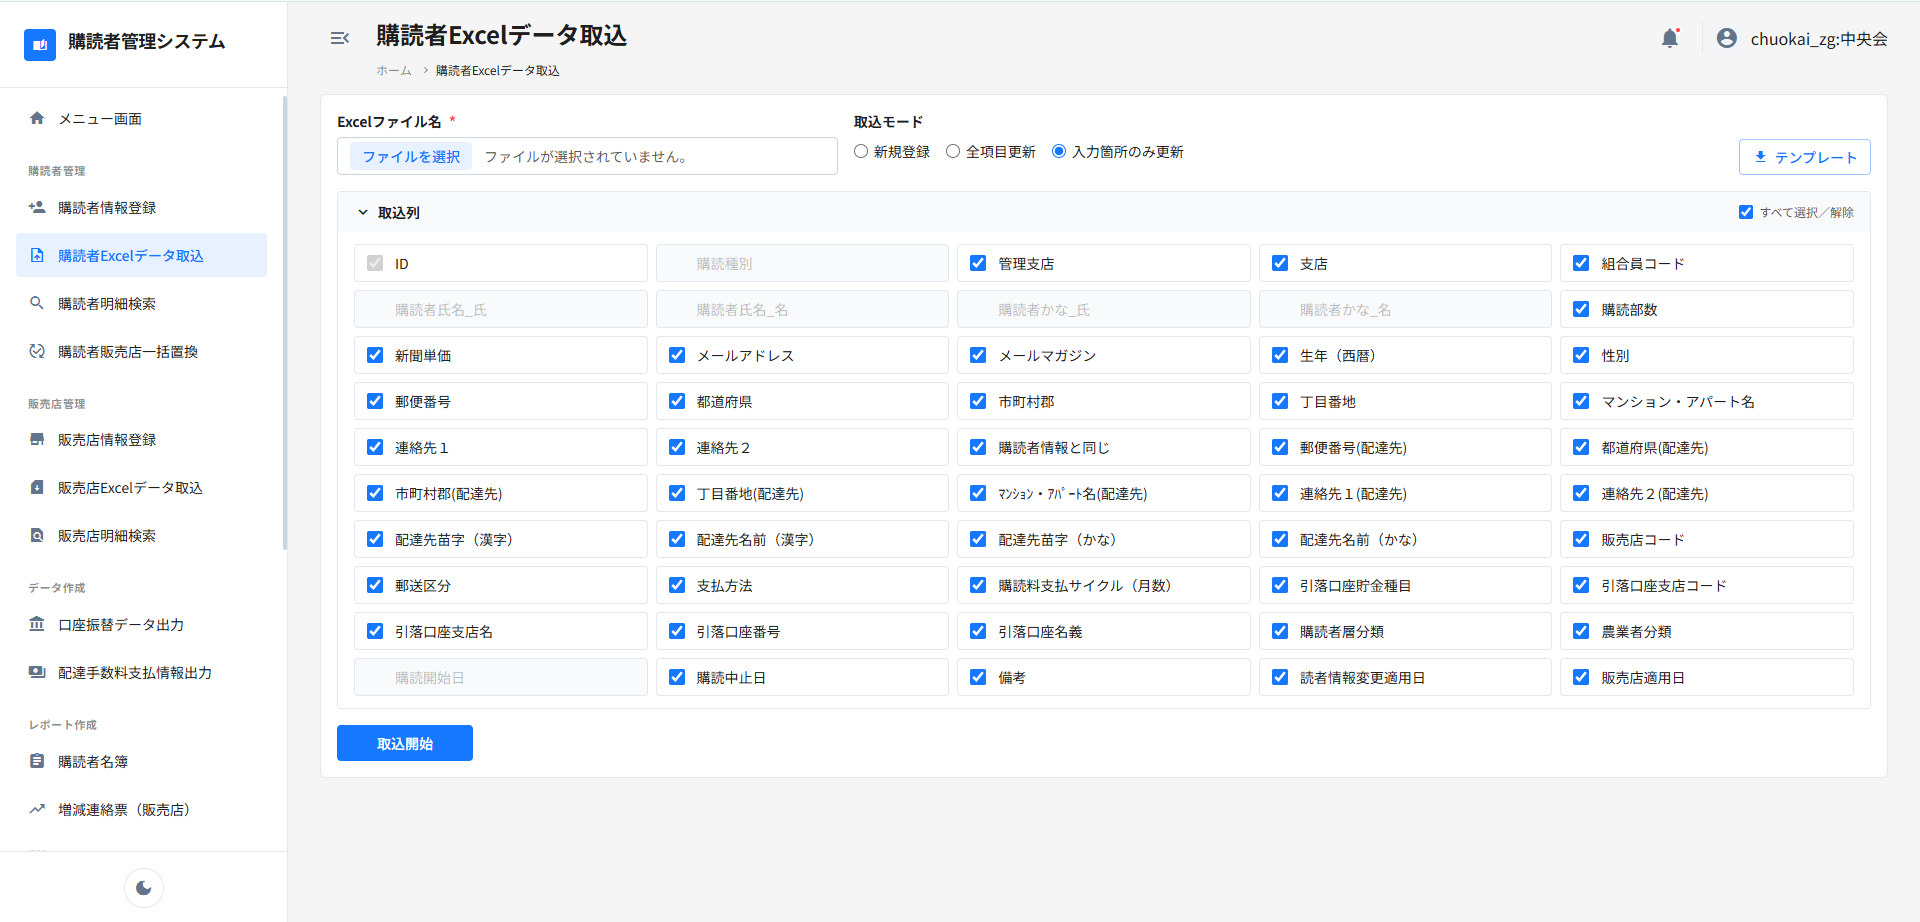 購読者管理システム
メニュー画面
購読者管理
購読者情報登録
購読者Excelデータ取込
購読者明細検索
購読者販売店一括置換
販売店管理
販売店情報登録
販売店Excelデータ取込
販売店明細検索
データ作成
口座振替データ出力
配達手数料支払情報出力
レポート作成
購読者名簿
増減連絡票（販売店）
購読者Excelデータ取込
ホーム > 購読者Excelデータ取込
chuokai_zg:中央会
Excelファイル名 *
ファイルを選択 ファイルが選択されていません。
取込モード
新規登録 全項目更新 入力箇所のみ更新
テンプレート
取込列
すべて選択／解除
ID 購読種別 管理支店 支店 組合員コード
購読者氏名_氏 購読者氏名_名 購読者かな_氏 購読者かな_名 購読部数
新聞単価 メールアドレス メールマガジン 生年（西暦） 性別
郵便番号 都道府県 市町村郡 丁目番地 マンション・アパート名
連絡先１ 連絡先２ 購読者情報と同じ 郵便番号(配達先) 都道府県(配達先)
市町村郡(配達先) 丁目番地(配達先) ﾏﾝｼｮﾝ・ｱﾊﾟｰﾄ名(配達先) 連絡先１(配達先) 連絡先２(配達先)
配達先苗字（漢字） 配達先名前（漢字） 配達先苗字（かな） 配達先名前（かな） 販売店コード
郵送区分 支払方法 購読料支払サイクル（月数） 引落口座貯金種目 引落口座支店コード
引落口座支店名 引落口座番号 引落口座名義 購読者層分類 農業者分類
購読開始日 購読中止日 備考 読者情報変更適用日 販売店適用日
取込開始